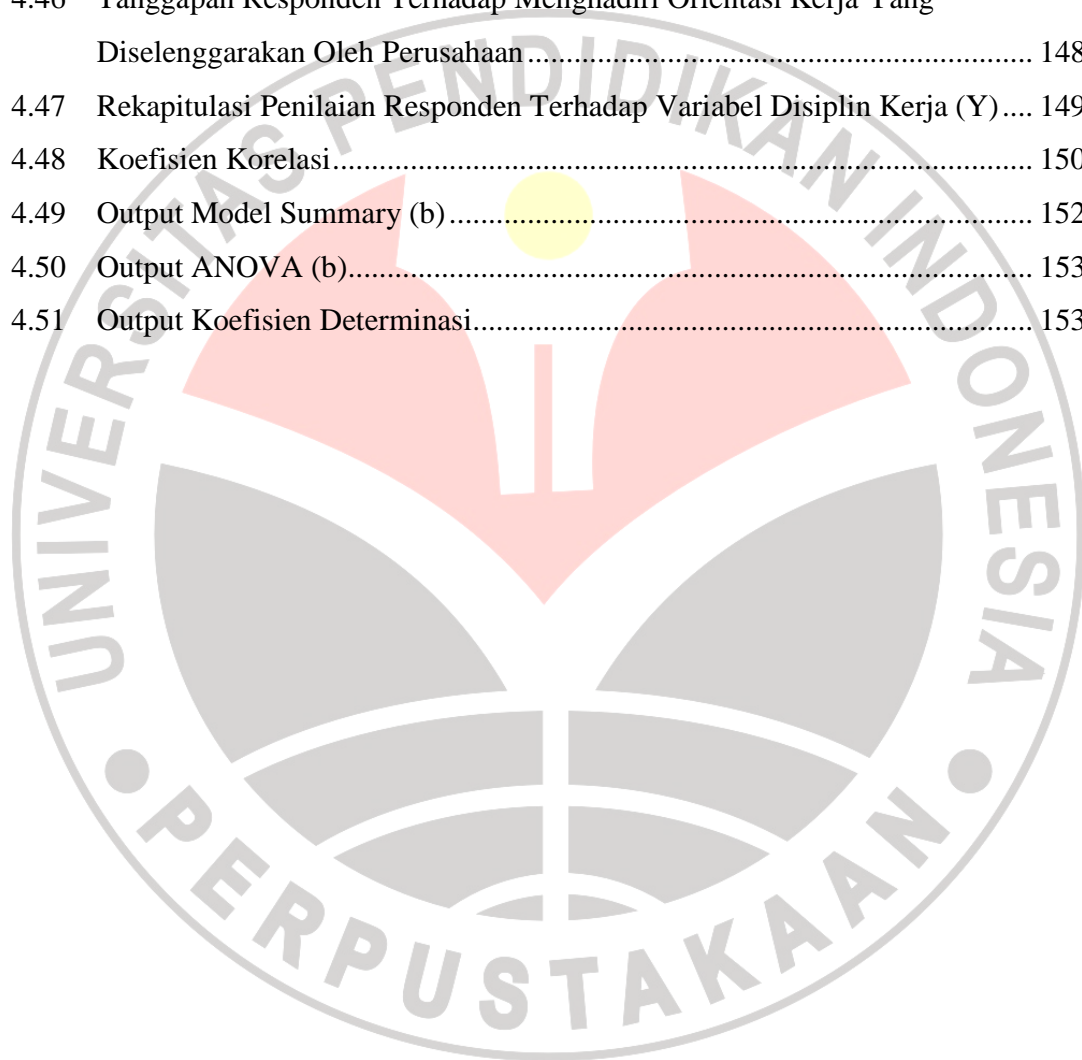 4.46 Tanggapan Responden Terhadap Menghadiri Orientasi Kerja Yang
Diselenggarakan Oleh Perusahaan ........................................................................ 148
4.47 Rekapitulasi Penilaian Responden Terhadap Variabel Disiplin Kerja (Y) .... 149
4.48 Koefisien Korelasi .................................................................................................. 150
4.49 Output Model Summary (b) .................................................................................. 152
4.50 Output ANOVA (b) ................................................................................................ 153
4.51 Output Koefisien Determinasi ............................................................................... 153
UNIVERSITAS PENDIDIKAN INDONESIA
PERPUSTAKAAN